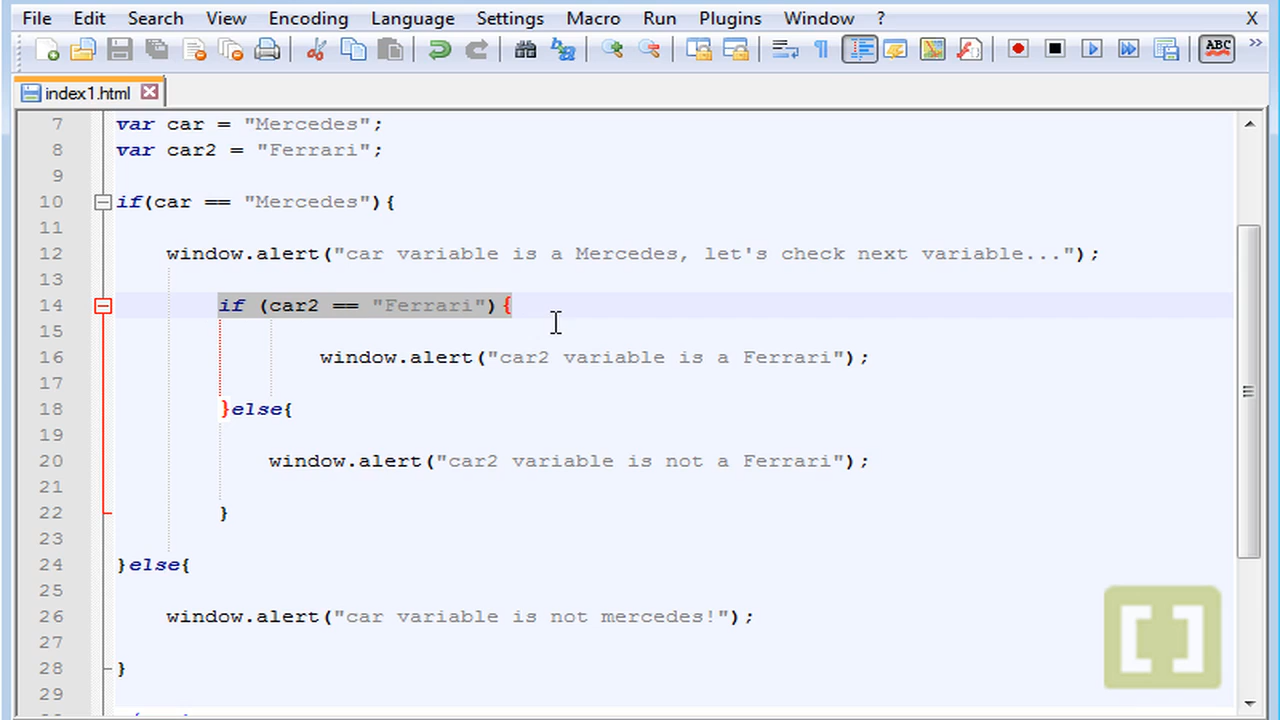 File Edit Search View Encoding Language Settings Macro Run Plugins Window ? X
ABC
index1.html
7 var car = "Mercedes";
8 var car2 = "Ferrari";
9
10 if(car == "Mercedes"){
11
12 window.alert("car variable is a Mercedes, let's check next variable...");
13
14 if (car2 == "Ferrari"){
15
16 window.alert("car2 variable is a Ferrari");
17
18 }else{
19
20 window.alert("car2 variable is not a Ferrari");
21
22 }
23
24 }else{
25
26 window.alert("car variable is not mercedes!");
27
28 }
29